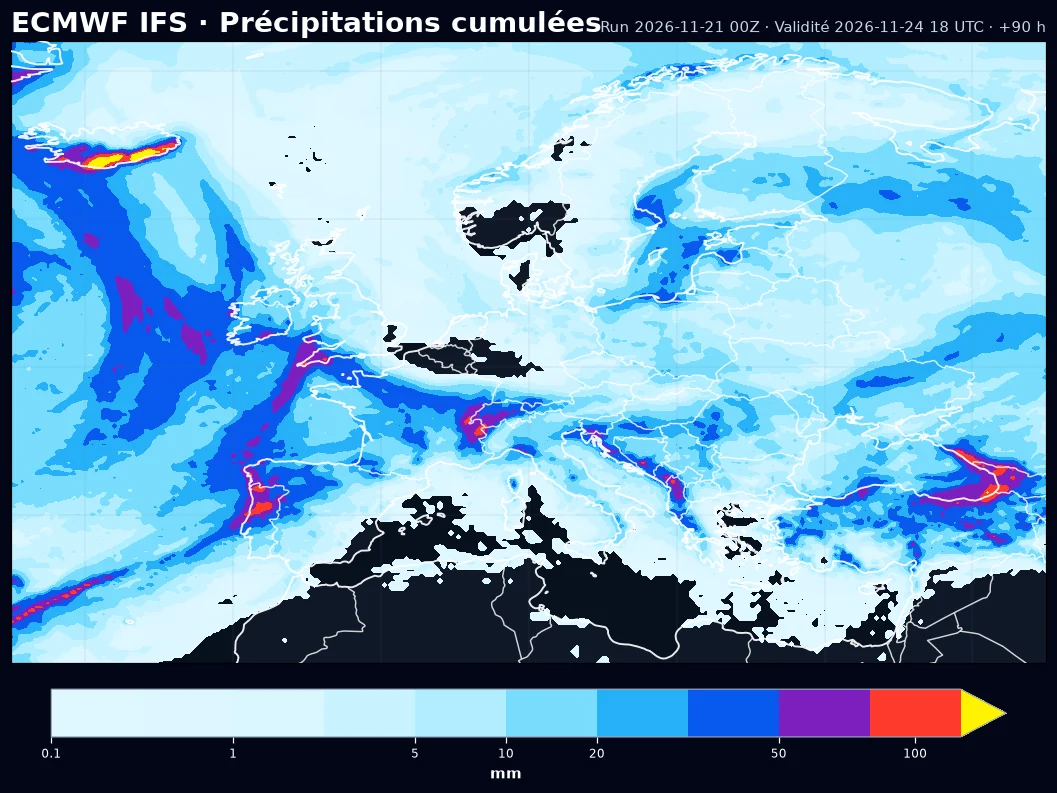 ECMWF IFS · Précipitations cumulées
Run 2026-11-21 00Z · Validité 2026-11-24 18 UTC · +90 h
0.1 1 5 10 20 50 100
mm